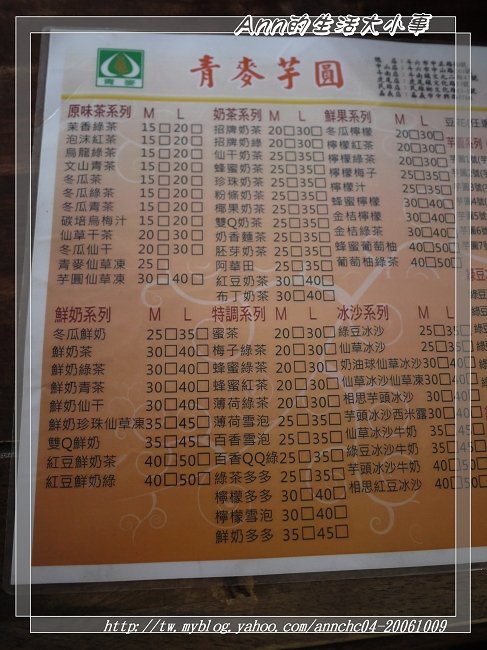 Ann的生活大小事
青麥
青麥芋圓
原味茶系列 M L
茉香綠茶 15 20
泡沫紅茶 15 20
烏龍綠茶 15 20
文山青茶 15 20
冬瓜茶 15 20
冬瓜綠茶 15 20
冬瓜青茶 15 20
碳培烏梅汁 15 20
仙草干茶 20 30
冬瓜仙干 20 30
青麥仙草凍 25
芋圓仙草凍 30 40
奶茶系列 M L
招牌奶茶 20 30
招牌奶綠 20 30
仙干奶茶 25 35
蜂蜜奶茶 25 35
珍珠奶茶 25 35
粉條奶茶 25 35
椰果奶茶 25 35
雙Q奶茶 25 35
奶香麵茶 25 35
胚芽奶茶 25 35
阿華田 25 35
紅豆奶茶 30 40
布丁奶茶 30 40
鮮果系列 M L
冬瓜檸檬 20 30
檸檬紅茶 20 30
檸檬綠茶 20 30
檸檬梅子 20 30
檸檬汁 25 35
蜂蜜檸檬 30 40
金桔檸檬 30 40
金桔綠茶 30 40
蜂蜜葡萄柚 40 50
葡萄柚綠茶 40 50
鮮奶系列 M L
冬瓜鮮奶 25 35
鮮奶茶 30 40
鮮奶綠茶 30 40
鮮奶青茶 30 40
鮮奶仙干 30 40
鮮奶珍珠仙草凍 35 45
雙Q鮮奶 35 45
紅豆鮮奶茶 40 50
紅豆鮮奶綠 40 50
特調系列 M L
蜜茶 20 30
梅子綠茶 20 30
蜂蜜綠茶 20 30
蜂蜜紅茶 20 30
薄荷綠茶 20 30
薄荷雪泡 25 35
百香雪泡 25 35
百香QQ綠 25 35
綠茶多多 25 35
檸檬多多 30 40
檸檬雪泡 30 40
鮮奶多多 35 45
冰沙系列 M L
綠豆冰沙 25 35
仙草冰沙 25 35
奶油球仙草冰沙 30 40
仙草冰沙仙草凍 30 40
相思芋頭冰沙 30 40
芋頭冰沙西米露 30 40
仙草冰沙牛奶 35
綠豆冰沙牛奶 35
芋頭冰沙牛奶 40 50
相思紅豆冰沙 40 50
http://tw.myblog.yahoo.com/annchc04-20061009